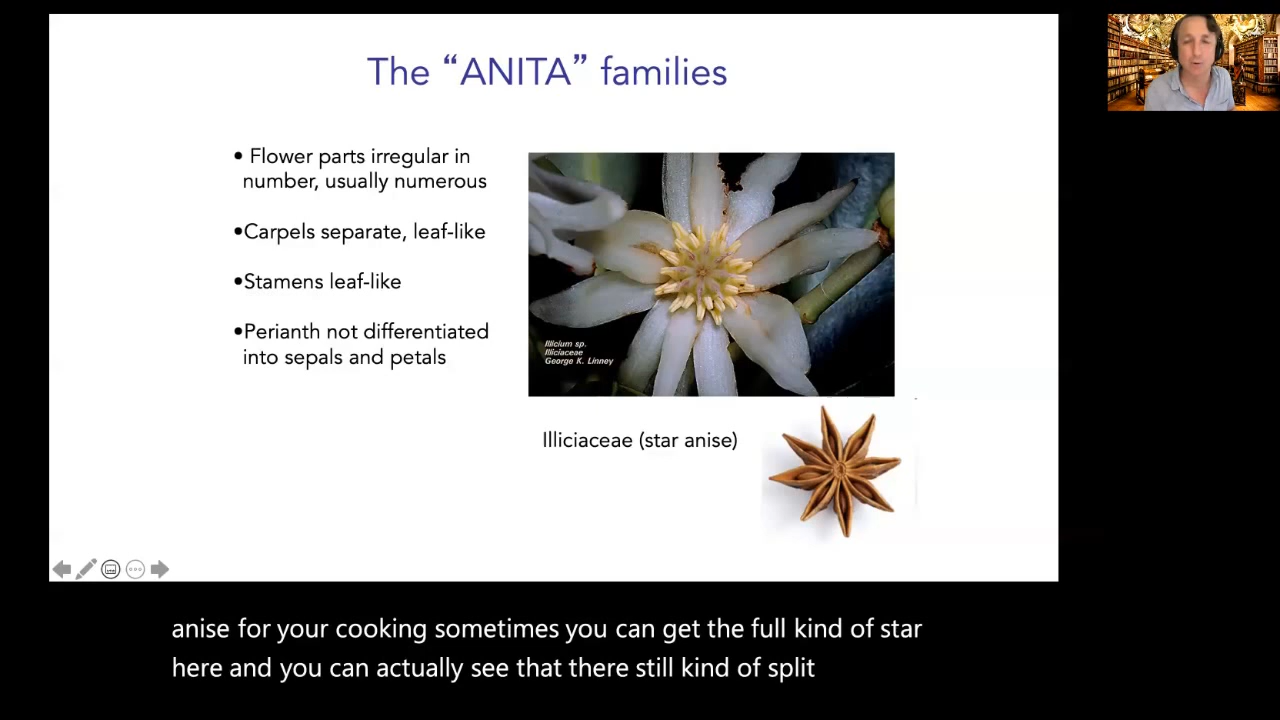 The “ANITA” families
• Flower parts irregular in
number, usually numerous
•Carpels separate, leaf-like
•Stamens leaf-like
•Perianth not differentiated
into sepals and petals
Illicium sp.
Illiciaceae
George K. Linney
Illiciaceae (star anise)
anise for your cooking sometimes you can get the full kind of star
here and you can actually see that there still kind of split